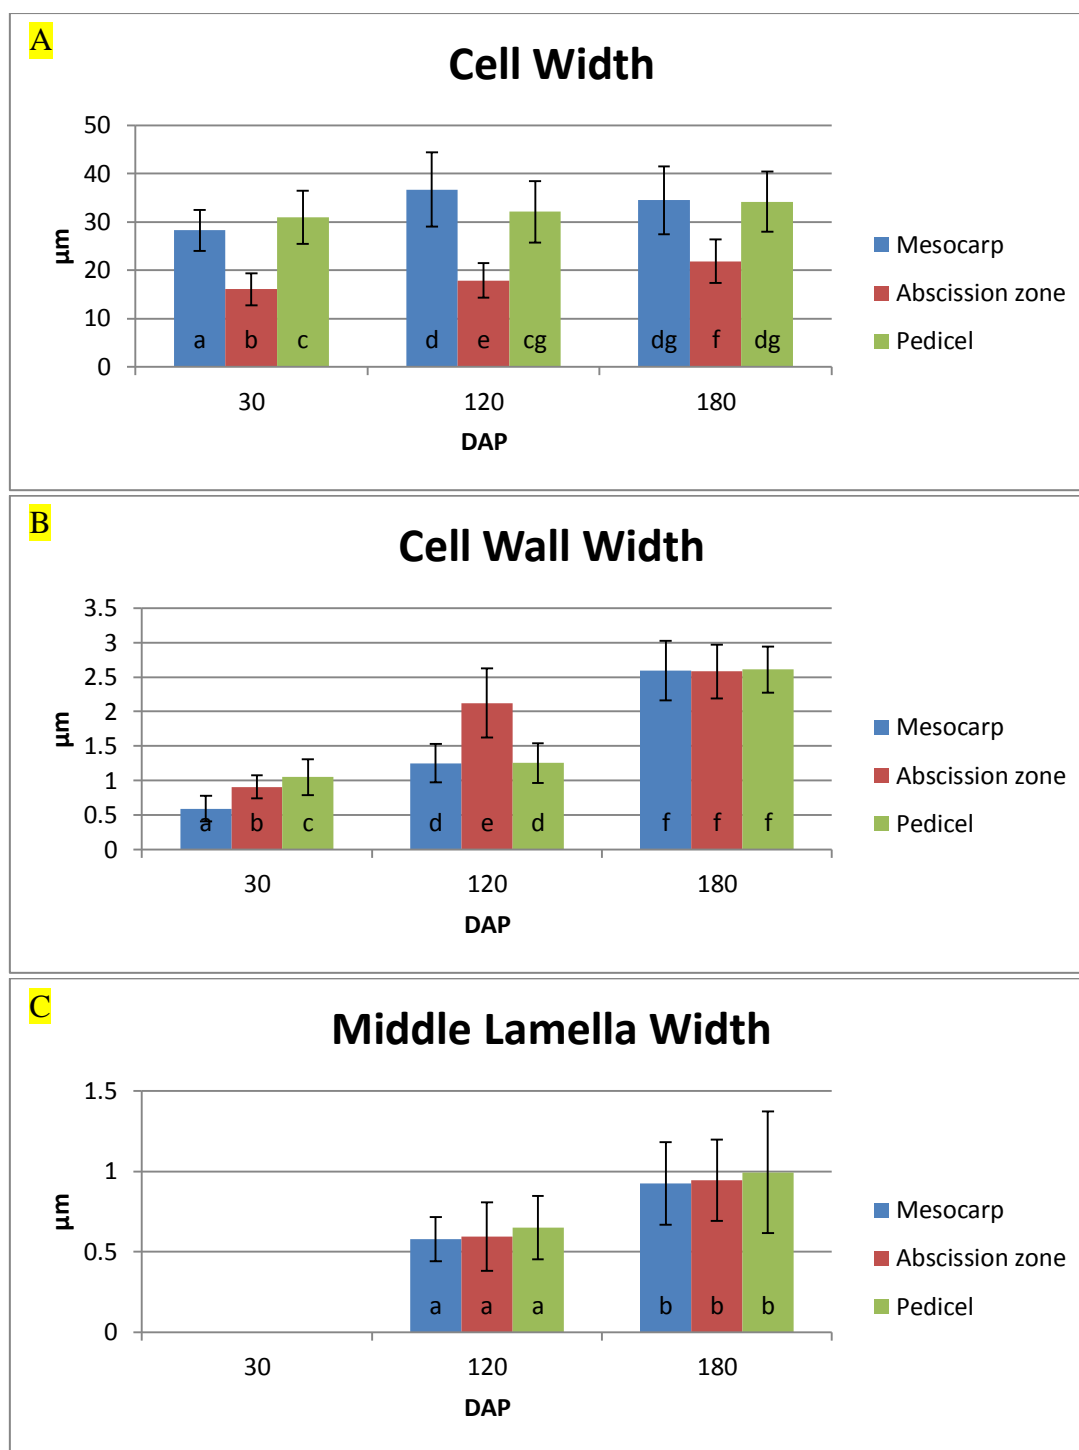 A
Cell Width
50
40
30
20
10
0
µm
a b c d e cg dg f dg
30 120 180
DAP
Mesocarp
Abscission zone
Pedicel
B
Cell Wall Width
3.5
3
2.5
2
1.5
1
0.5
0
µm
a b c d e d f f f
30 120 180
DAP
Mesocarp
Abscission zone
Pedicel
C
Middle Lamella Width
1.5
1
0.5
0
µm
a a a b b b
30 120 180
DAP
Mesocarp
Abscission zone
Pedicel